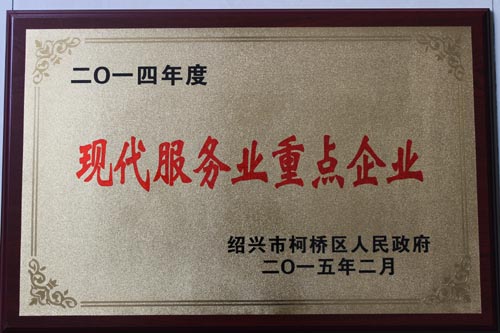 二〇一四年度
现代服务业重点企业
绍兴市柯桥区人民政府
二〇一五年二月